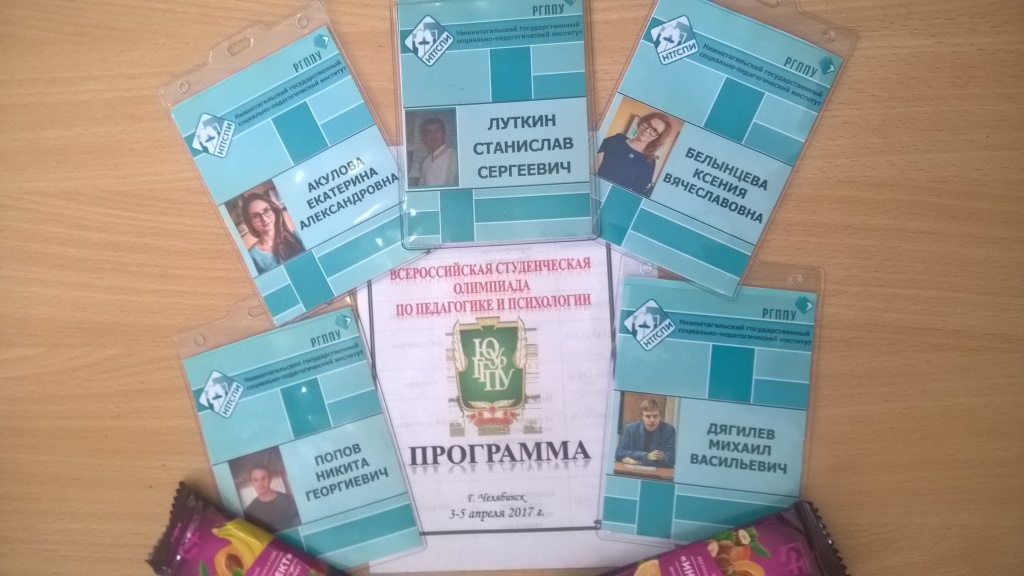 РГППУ
НТГСПИ
Нижнетагильский государственный
социально-педагогический институт
АКУЛОВА
ЕКАТЕРИНА
АЛЕКСАНДРОВНА
НТГСПИ
Нижнетагильский государственный
социально-педагогический институт
ЛУТКИН
СТАНИСЛАВ
СЕРГЕЕВИЧ
РГППУ
НТГСПИ
Нижнетагильский государственный
социально-педагогический институт
БЕЛЫНЦЕВА
КСЕНИЯ
ВЯЧЕСЛАВОВНА
ВСЕРОССИЙСКАЯ СТУДЕНЧЕСКАЯ
ОЛИМПИАДА
ПО ПЕДАГОГИКЕ И ПСИХОЛОГИИ
ПРОГРАММА
Г. Челябинск
3-5 апреля 2017 г.
РГППУ
НТГСПИ
Нижнетагильский государственный
социально-педагогический институт
ПОПОВ
НИКИТА
ГЕОРГИЕВИЧ
РГППУ
НТГСПИ
Нижнетагильский государственный
социально-педагогический институт
ДЯГИЛЕВ
МИХАИЛ
ВАСИЛЬЕВИЧ